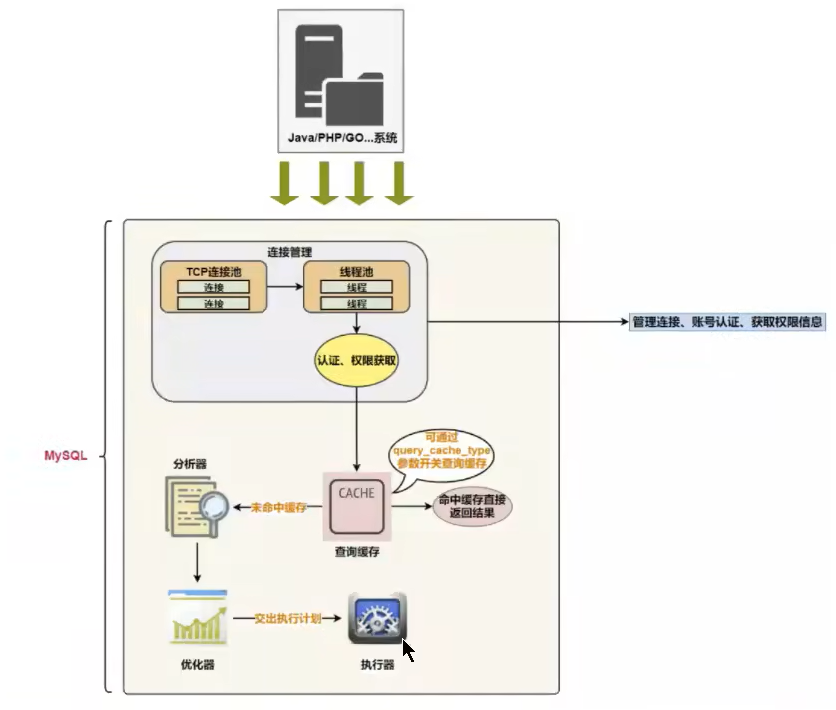 Java/PHP/GO...系统
连接管理
TCP连接池
连接
连接
线程池
线程
线程
认证、权限获取
管理连接、账号认证、获取权限信息
MySQL
可通过
query_cache_type
参数开关查询缓存
分析器
未命中缓存
CACHE
命中缓存直接
返回结果
查询缓存
交出执行计划
优化器
执行器